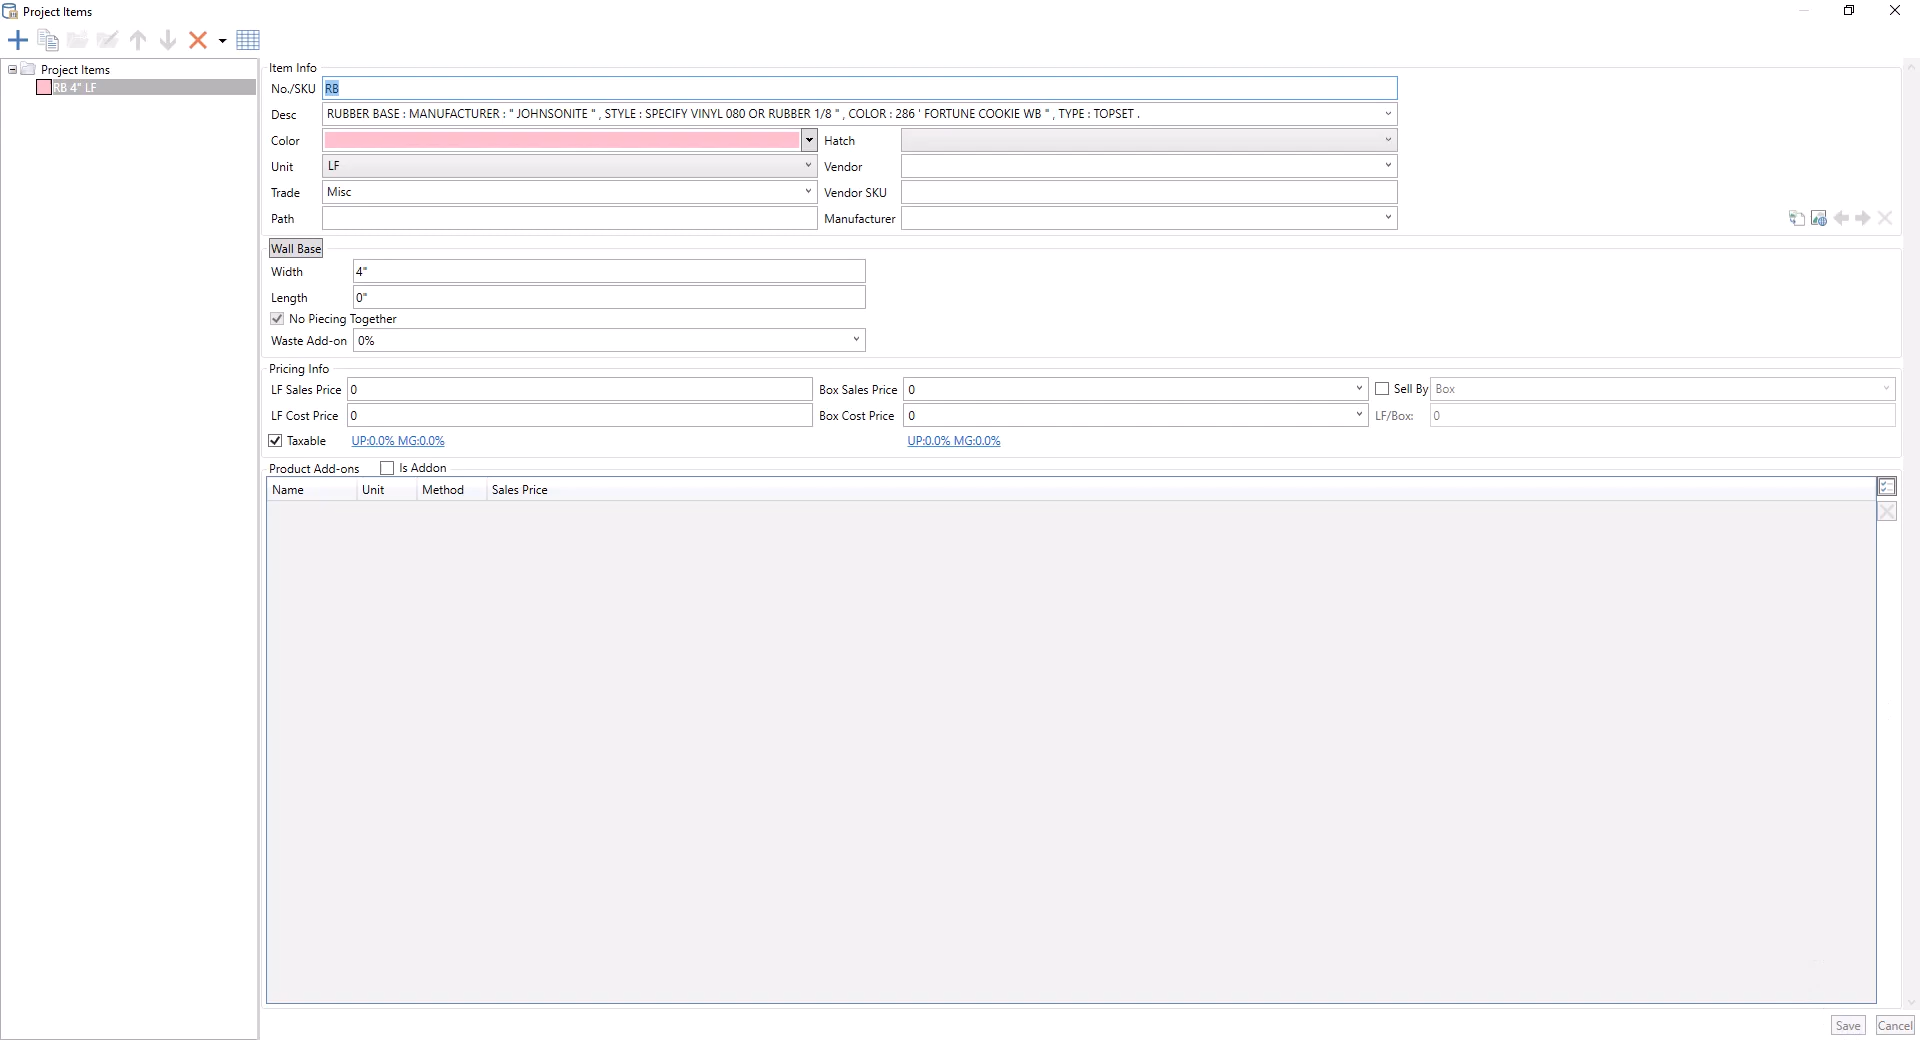 Project Items
Project Items
RB 4" LF
Item Info
No./SKU RB
Desc RUBBER BASE : MANUFACTURER : " JOHNSONITE " , STYLE : SPECIFY VINYL 080 OR RUBBER 1/8 " , COLOR : 286 ' FORTUNE COOKIE WB " , TYPE : TOPSET .
Color Hatch
Unit LF Vendor
Trade Misc Vendor SKU
Path Manufacturer
Wall Base
Width 4"
Length 0"
No Piecing Together
Waste Add-on 0%
Pricing Info
LF Sales Price 0 Box Sales Price 0 Sell By Box
LF Cost Price 0 Box Cost Price 0 LF/Box: 0
Taxable UP:0.0% MG:0.0% UP:0.0% MG:0.0%
Product Add-ons Is Addon
Name Unit Method Sales Price
Save Cancel